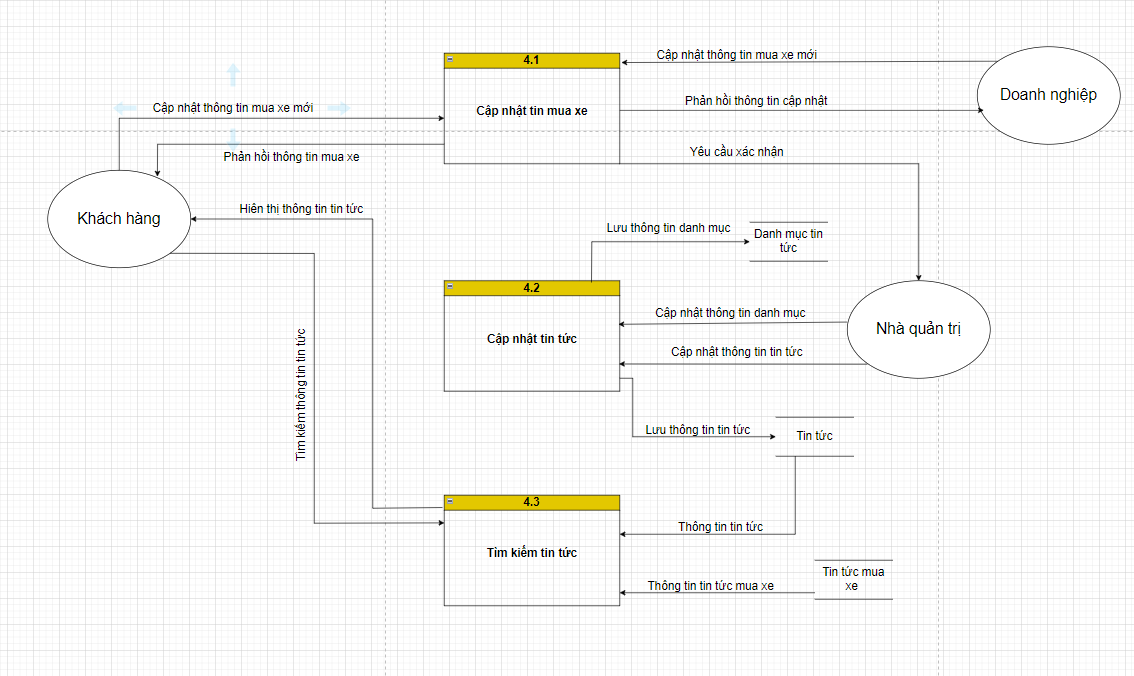 4.1
Cập nhật thông tin mua xe mới
Doanh nghiệp
Cập nhật thông tin mua xe mới
Cập nhật tin mua xe
Phản hồi thông tin cập nhật
Phản hồi thông tin mua xe
Yêu cầu xác nhận
Khách hàng
Hiên thị thông tin tin tức
Lưu thông tin danh mục
Danh mục tin
tức
4.2
Cập nhật thông tin danh mục
Nhà quản trị
Cập nhật tin tức
Cập nhật thông tin tin tức
Tìm kiếm thông tin tin tức
Lưu thông tin tin tức
Tin tức
4.3
Thông tin tin tức
Tìm kiếm tin tức
Tin tức mua
xe
Thông tin tin tức mua xe